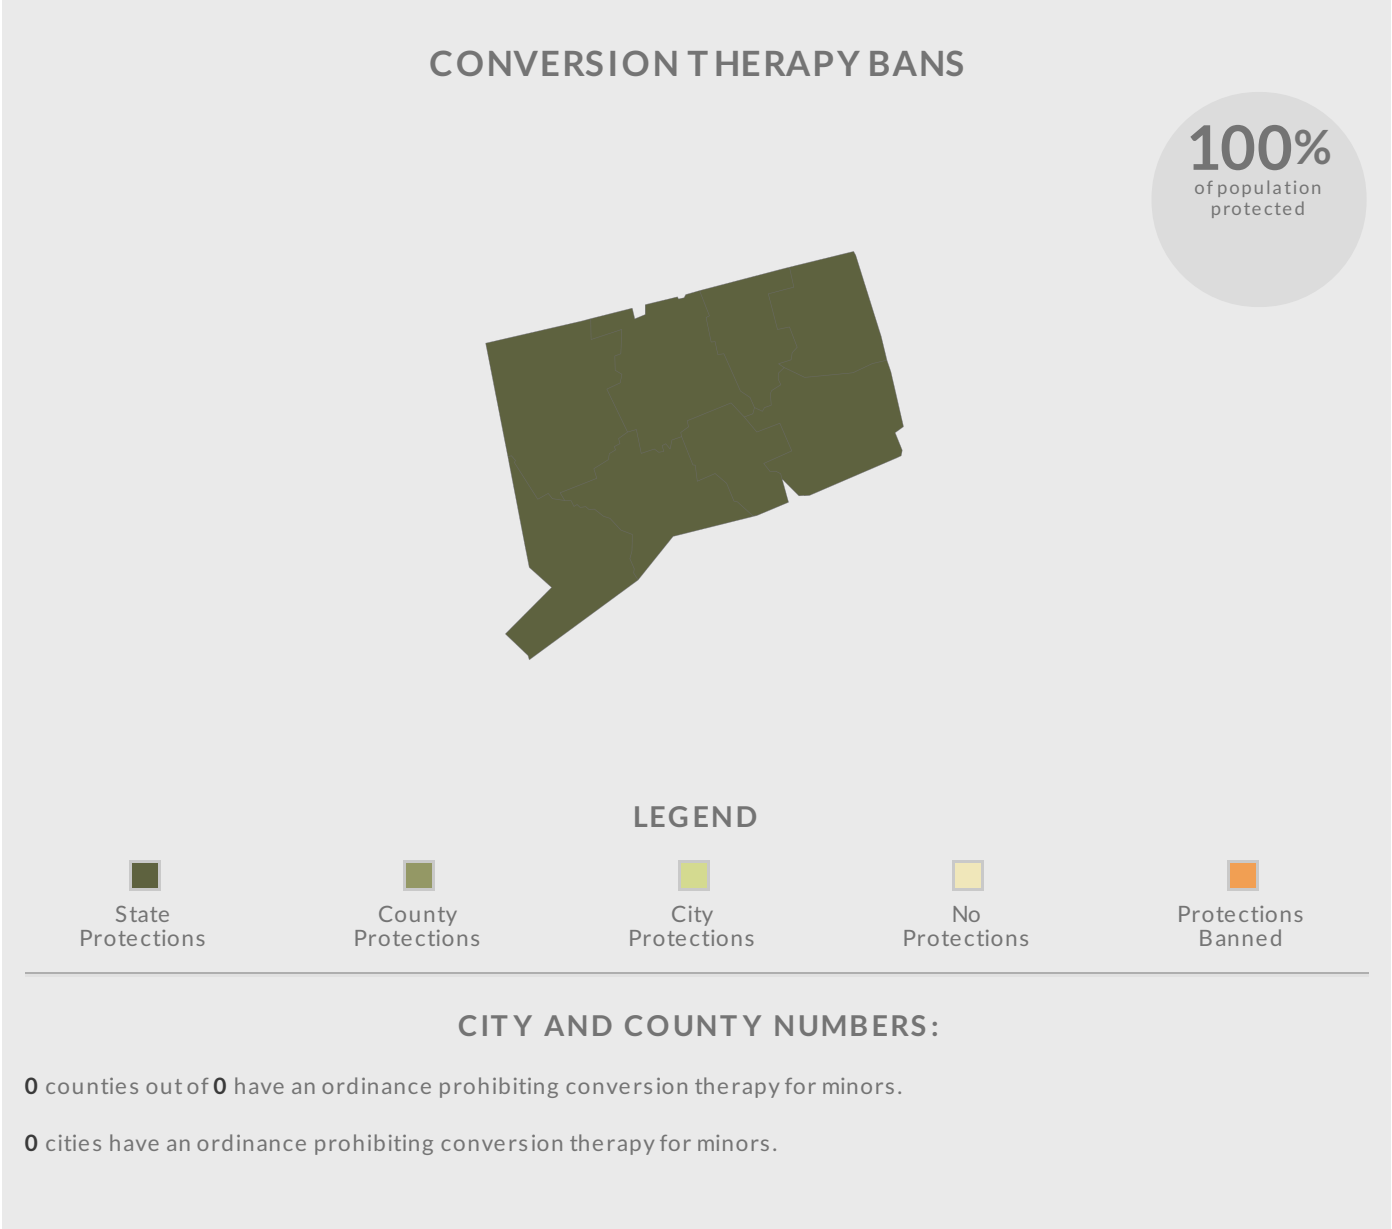 CONVERSION THERAPY BANS
100%
of population
protected
LEGEND
State
Protections
County
Protections
City
Protections
No
Protections
Protections
Banned
CITY AND COUNTY NUMBERS:
0 counties out of 0 have an ordinance prohibiting conversion therapy for minors.
0 cities have an ordinance prohibiting conversion therapy for minors.